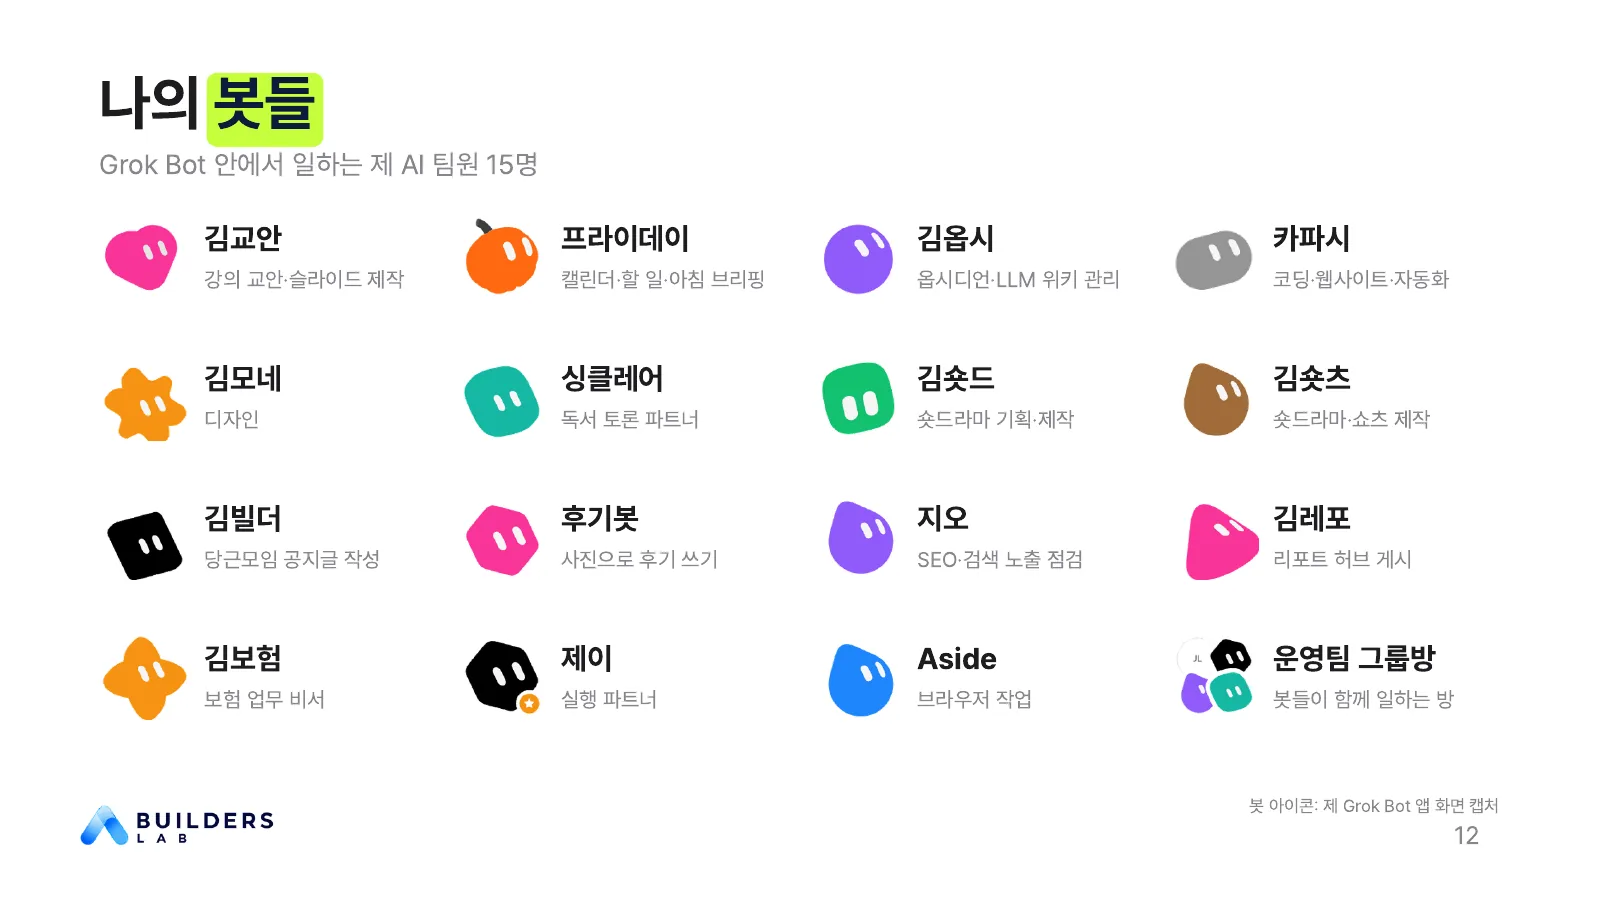 나의 봇들
Grok Bot 안에서 일하는 제 AI 팀원 15명
김교안
강의 교안·슬라이드 제작
프라이데이
캘린더·할 일·아침 브리핑
김옵시
옵시디언·LLM 위키 관리
카파시
코딩·웹사이트·자동화
김모네
디자인
싱클레어
독서 토론 파트너
김숏드
숏드라마 기획·제작
김숏츠
숏드라마·쇼츠 제작
김빌더
당근모임 공지글 작성
후기봇
사진으로 후기 쓰기
지오
SEO·검색 노출 점검
김레포
리포트 허브 게시
김보험
보험 업무 비서
제이
실행 파트너
Aside
브라우저 작업
JL
운영팀 그룹방
봇들이 함께 일하는 방
BUILDERS
LAB
봇 아이콘: 제 Grok Bot 앱 화면 캡처
12